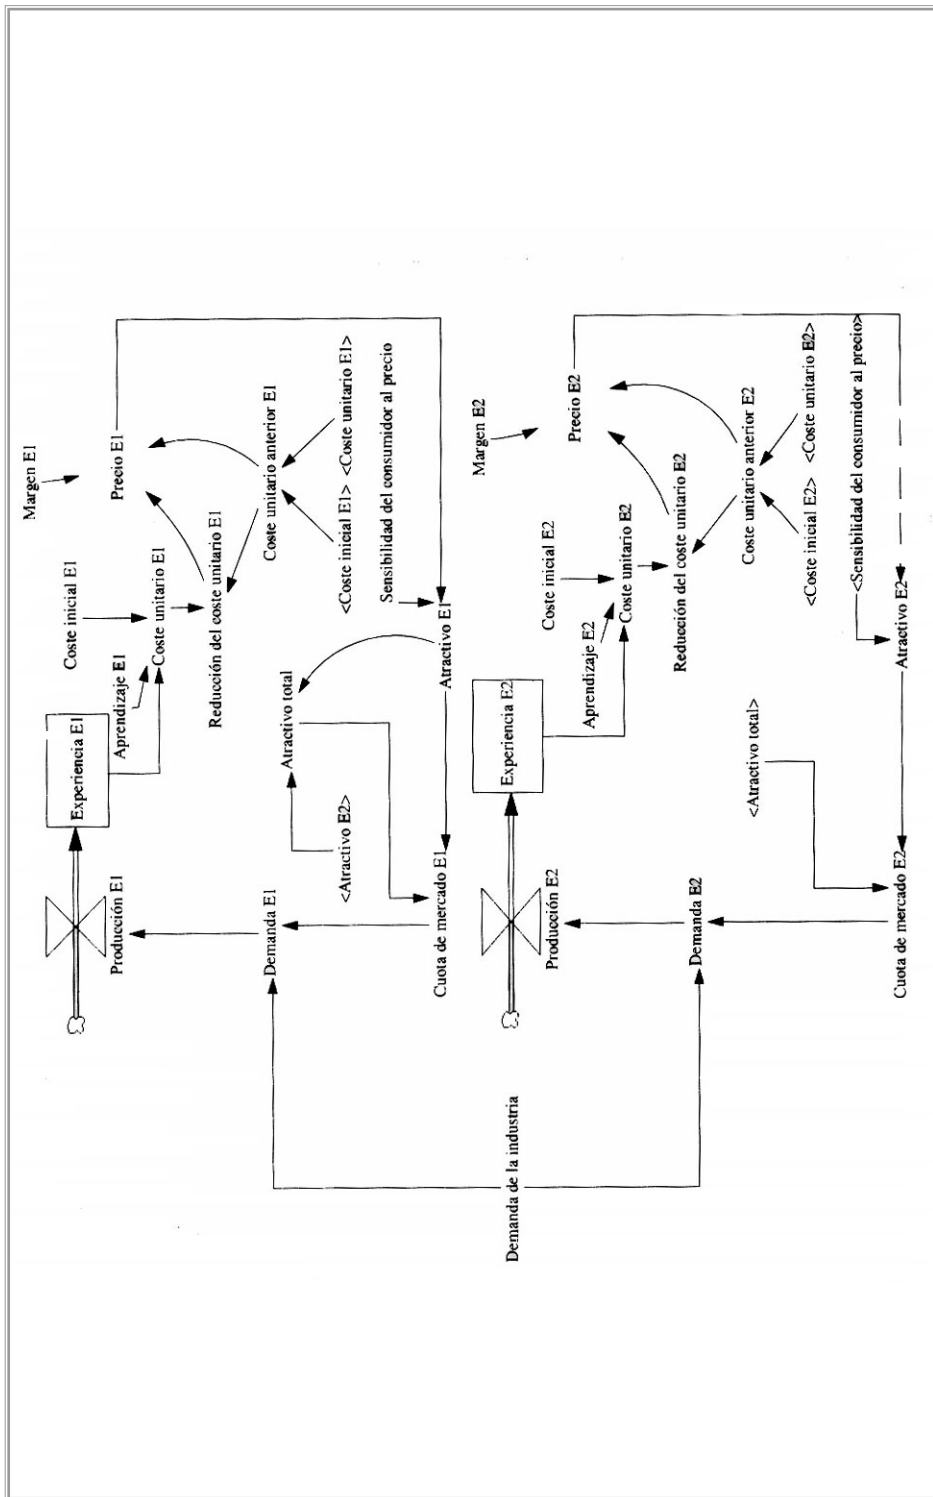 Margen E1
Coste inicial E1
Precio E1
Experiencia E1
Aprendizaje E1
Coste unitario E1
Producción E1
Reducción del coste unitario E1
Coste unitario anterior E1
<Coste inicial E1>
<Coste unitario E1>
Sensibilidad del consumidor al precio
Atractivo total
<Atractivo E2>
Demanda E1
Cuota de mercado E1
Atractivo E1
Demanda de la industria
Margen E2
Coste inicial E2
Precio E2
Experiencia E2
Aprendizaje E2
Coste unitario E2
Producción E2
Reducción del coste unitario E2
Coste unitario anterior E2
<Coste inicial E2>
<Coste unitario E2>
<Sensibilidad del consumidor al precio>
<Atractivo total>
Demanda E2
Cuota de mercado E2
Atractivo E2